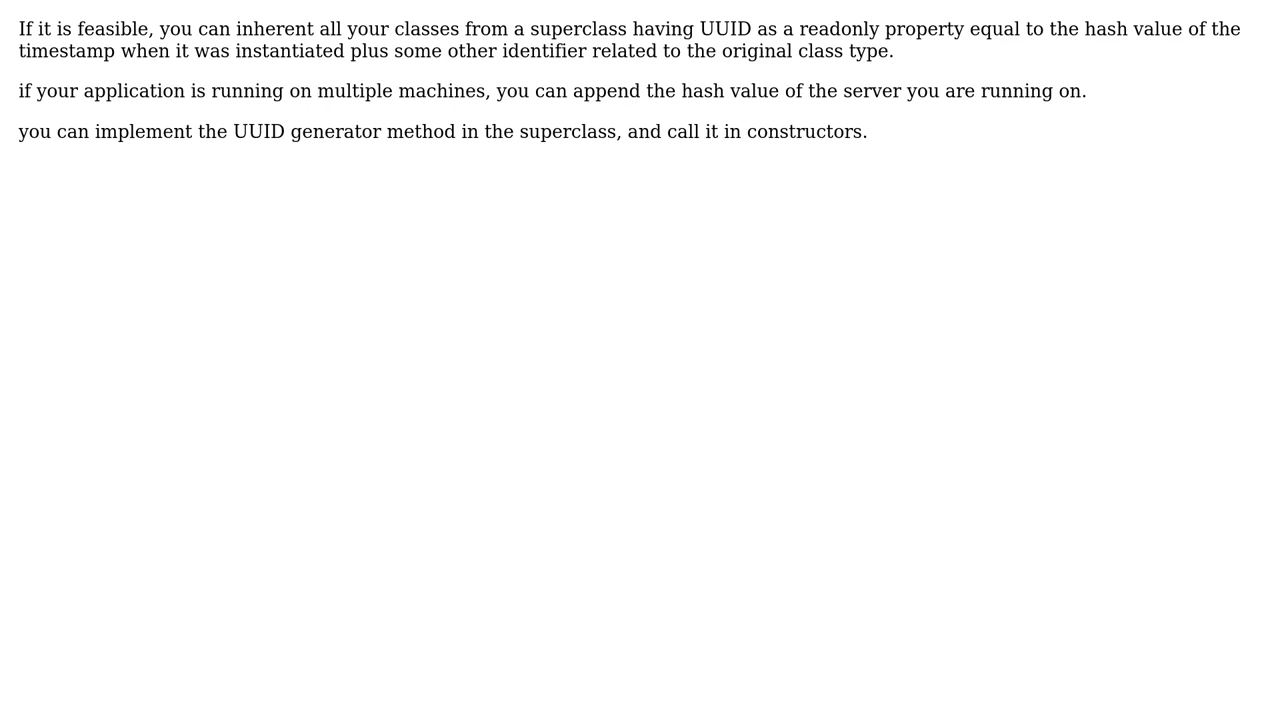 If it is feasible, you can inherent all your classes from a superclass having UUID as a readonly property equal to the hash value of the
timestamp when it was instantiated plus some other identifier related to the original class type.
if your application is running on multiple machines, you can append the hash value of the server you are running on.
you can implement the UUID generator method in the superclass, and call it in constructors.